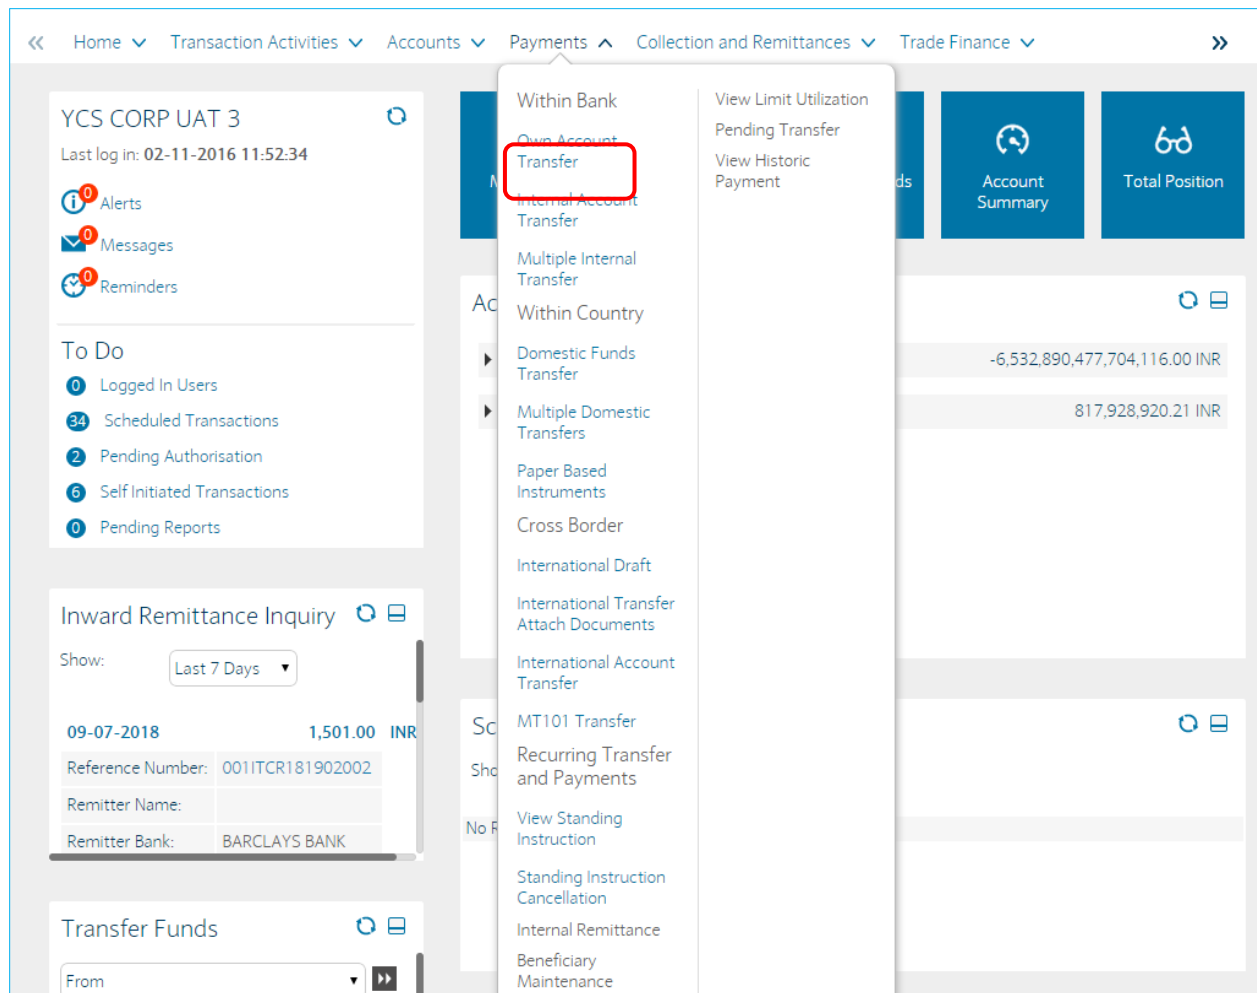 Home
Transaction Activities
Accounts
Payments
Collection and Remittances
Trade Finance
YCS CORP UAT 3
Last log in: 02-11-2016 11:52:34
0
Alerts
0
Messages
0
Reminders
To Do
0 Logged In Users
34 Scheduled Transactions
2 Pending Authorisation
6 Self Initiated Transactions
0 Pending Reports
Inward Remittance Inquiry
Show:
Last 7 Days
09-07-2018 1,501.00 INR
Reference Number: 001ITCR181902002
Remitter Name:
Remitter Bank: BARCLAYS BANK
Transfer Funds
From
Within Bank
Own Account
Transfer
Internal Account
Transfer
Multiple Internal
Transfer
Within Country
Domestic Funds
Transfer
Multiple Domestic
Transfers
Paper Based
Instruments
Cross Border
International Draft
International Transfer
Attach Documents
International Account
Transfer
MT101 Transfer
Recurring Transfer
and Payments
View Standing
Instruction
Standing Instruction
Cancellation
Internal Remittance
Beneficiary
Maintenance
View Limit Utilization
Pending Transfer
View Historic
Payment
M
ds
Account
Summary
Total Position
Ac
-6,532,890,477,704,116.00 INR
817,928,920.21 INR
Sc
Sho
No R